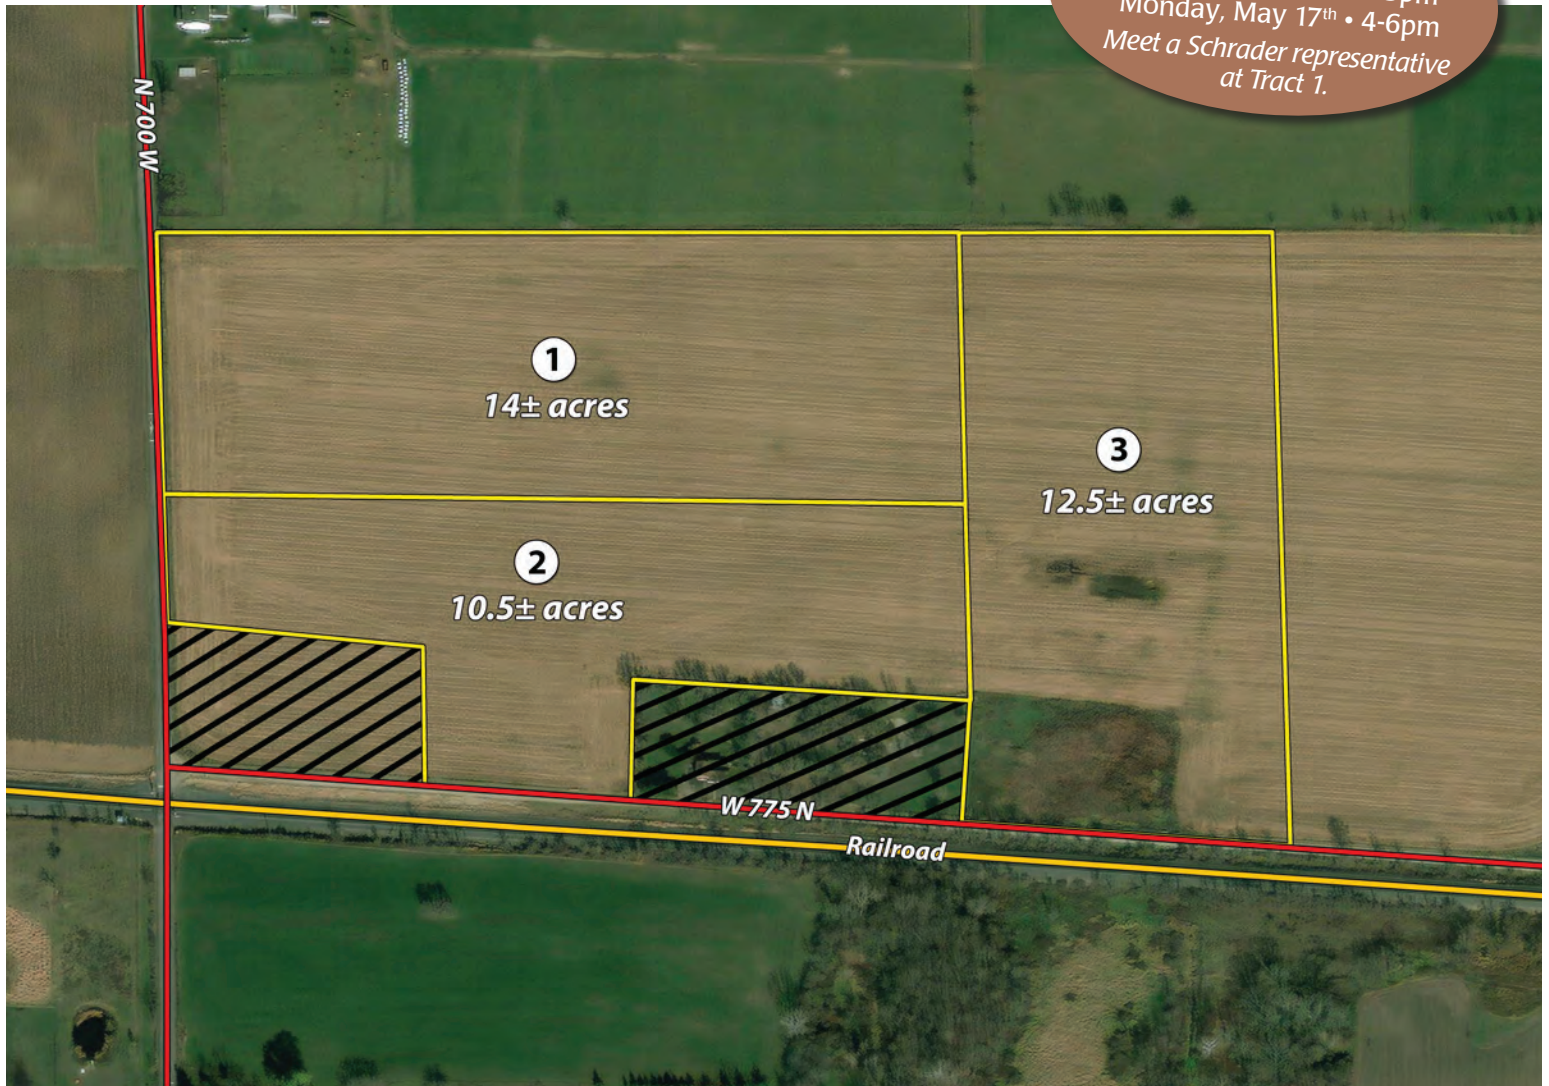 Monday, May 17th • 4-6pm
Meet a Schrader representative
at Tract 1.
N 700 W
1
14± acres
3
12.5± acres
2
10.5± acres
W 775 N
Railroad